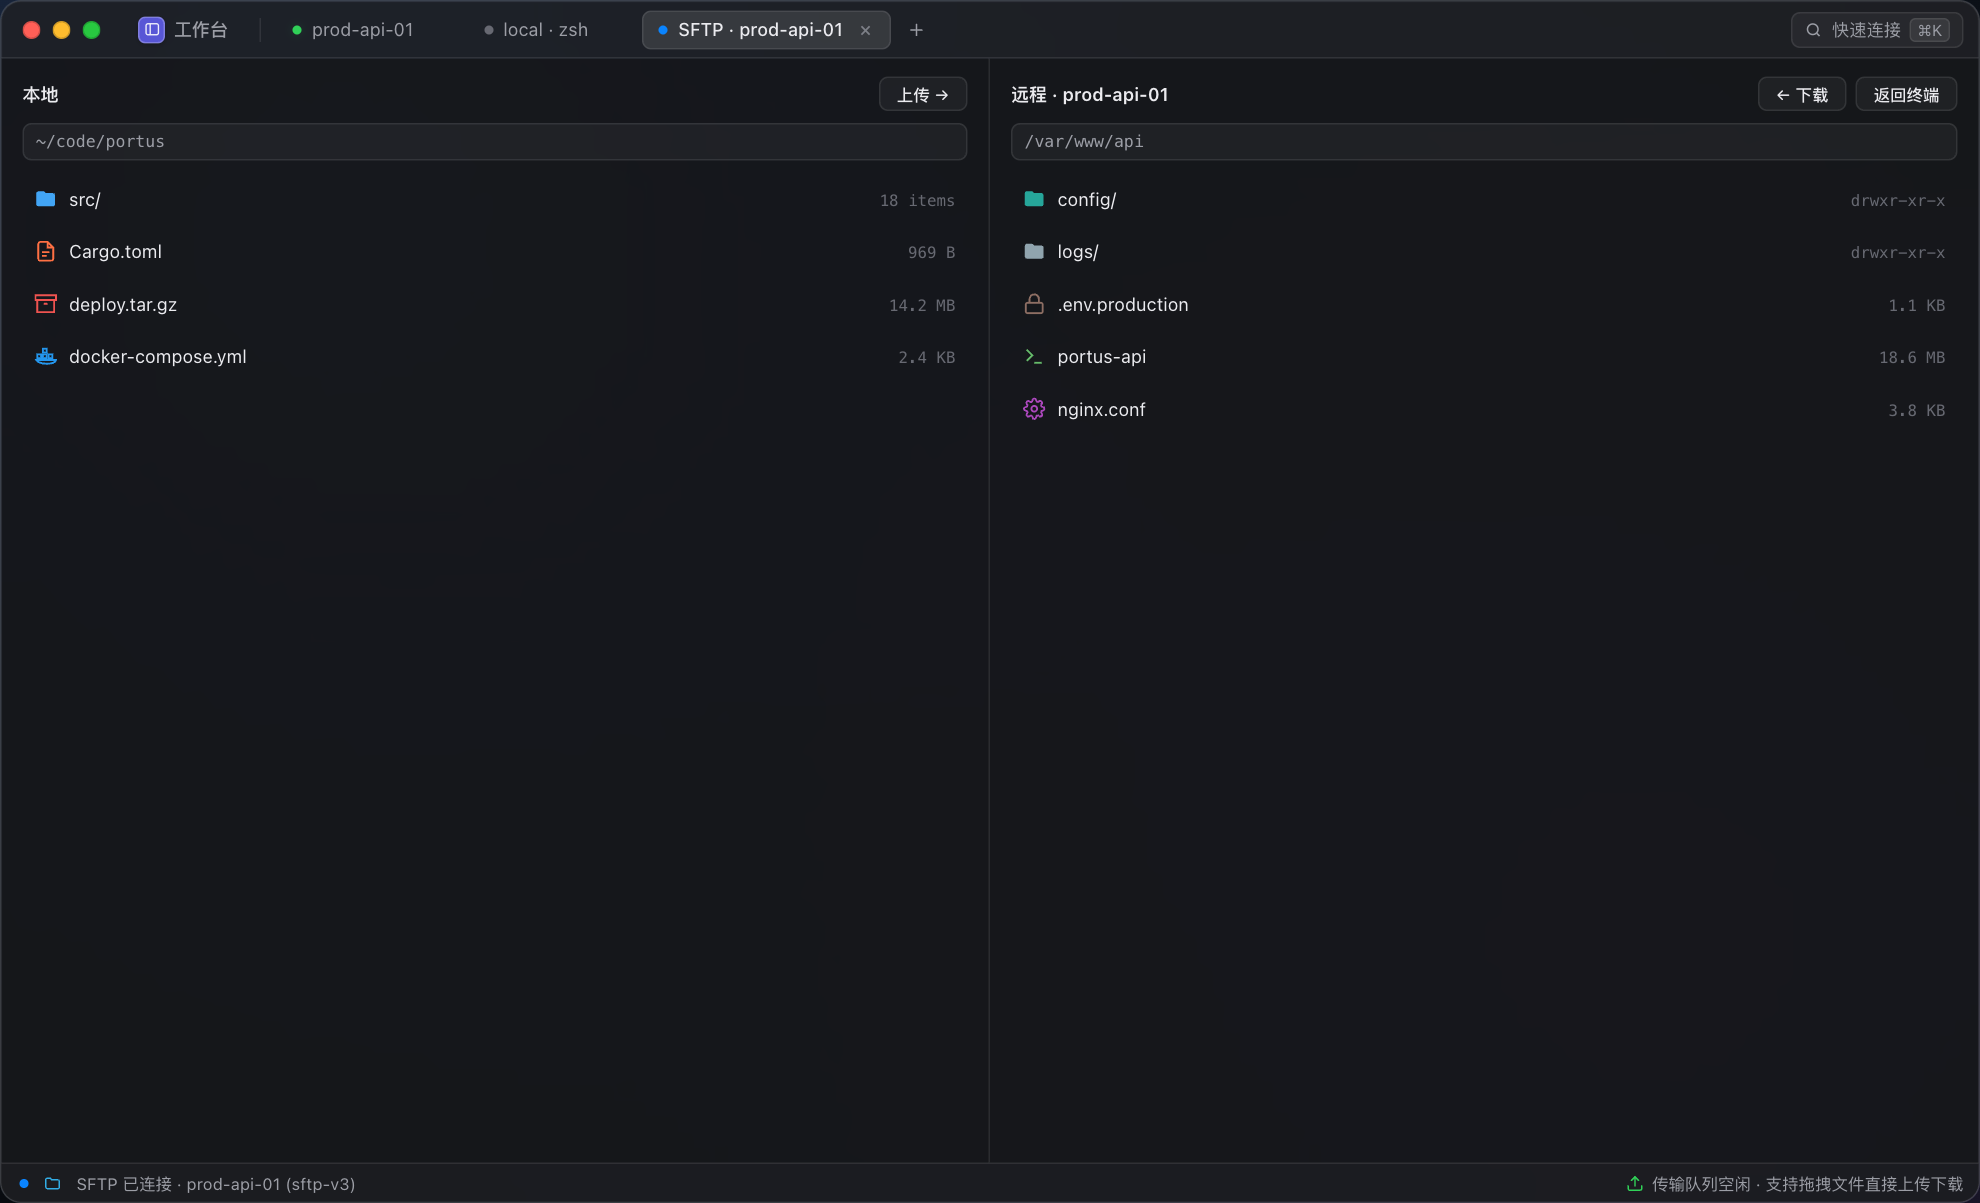 工作台
prod-api-01
local · zsh
SFTP · prod-api-01 ×
+
快速连接 ⌘K
本地
上传 →
~/code/portus
src/ 18 items
Cargo.toml 969 B
deploy.tar.gz 14.2 MB
docker-compose.yml 2.4 KB
远程 · prod-api-01
← 下载
返回终端
/var/www/api
config/ drwxr-xr-x
logs/ drwxr-xr-x
.env.production 1.1 KB
portus-api 18.6 MB
nginx.conf 3.8 KB
SFTP 已连接 · prod-api-01 (sftp-v3)
传输队列空闲 · 支持拖拽文件直接上传下载